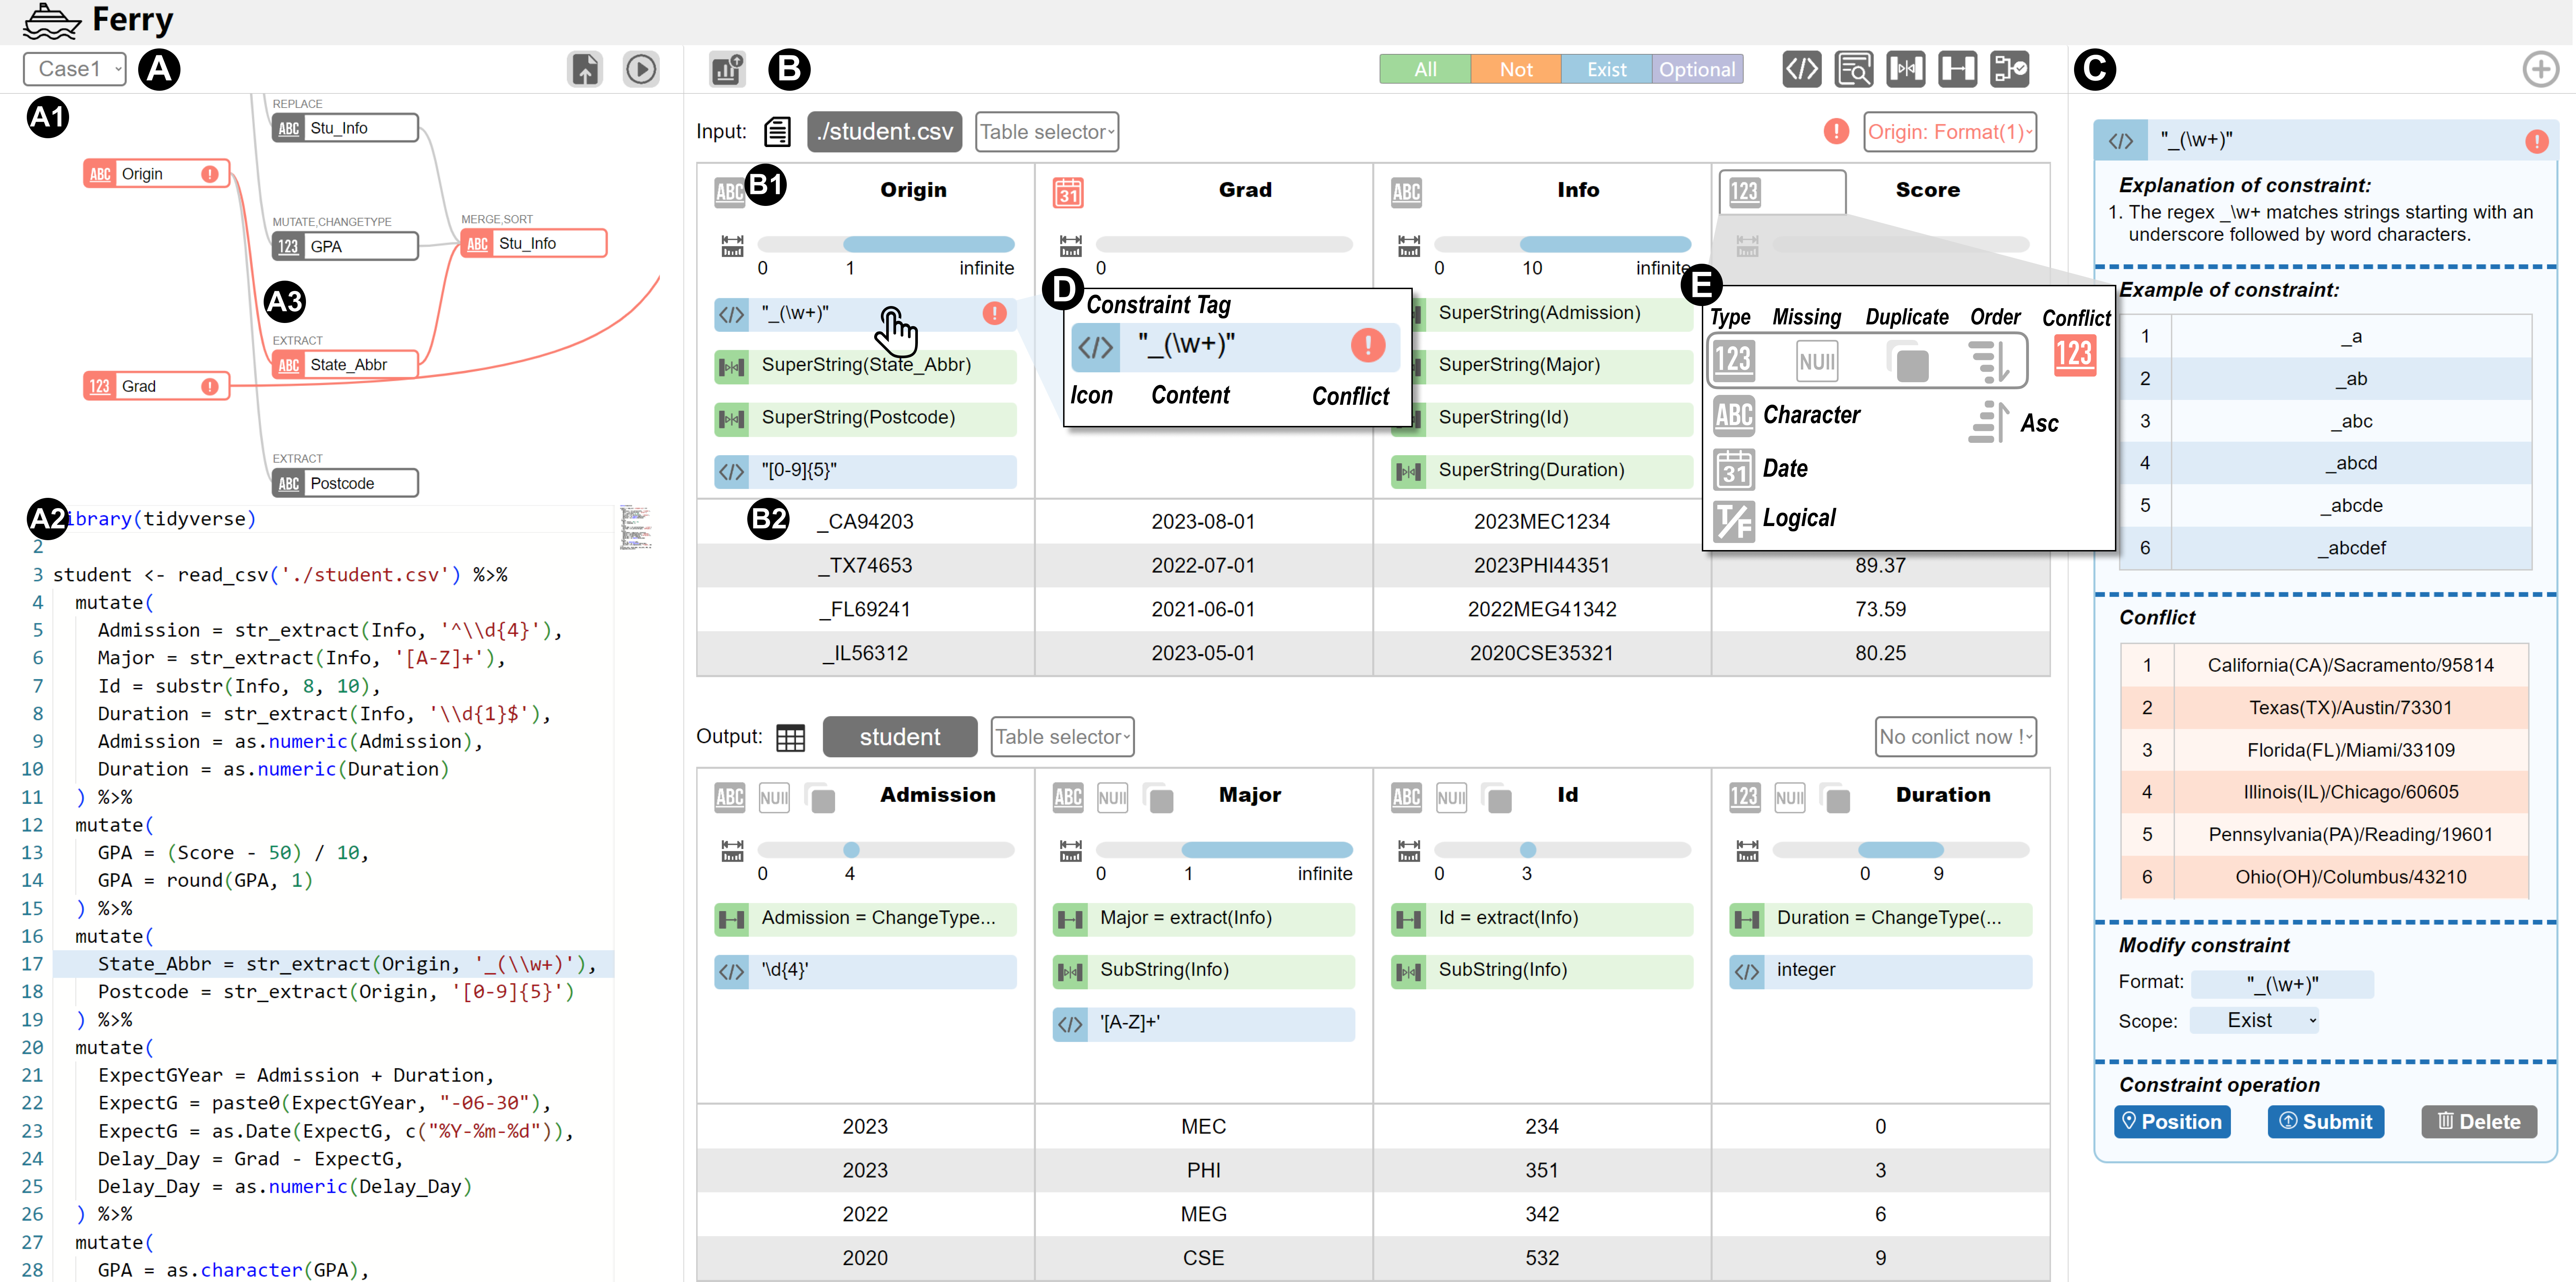 Ferry
Case1
A
A1
REPLACE
ABC Stu_Info
ABC Origin !
MUTATE,CHANGETYPE
123 GPA
MERGE,SORT
ABC Stu_Info
A3
EXTRACT
ABC State_Abbr
123 Grad !
EXTRACT
ABC Postcode
A2
ibrary(tidyverse)
2
3 student <- read_csv('./student.csv') %>%
4 mutate(
5 Admission = str_extract(Info, '^\\d{4}'),
6 Major = str_extract(Info, '[A-Z]+'),
7 Id = substr(Info, 8, 10),
8 Duration = str_extract(Info, '\\d{1}$'),
9 Admission = as.numeric(Admission),
10 Duration = as.numeric(Duration)
11 ) %>%
12 mutate(
13 GPA = (Score - 50) / 10,
14 GPA = round(GPA, 1)
15 ) %>%
16 mutate(
17 State_Abbr = str_extract(Origin, '_(\\w+)'),
18 Postcode = str_extract(Origin, '[0-9]{5}')
19 ) %>%
20 mutate(
21 ExpectGYear = Admission + Duration,
22 ExpectG = paste0(ExpectGYear, "-06-30"),
23 ExpectG = as.Date(ExpectG, c("%Y-%m-%d")),
24 Delay_Day = Grad - ExpectG,
25 Delay_Day = as.numeric(Delay_Day)
26 ) %>%
27 mutate(
28 GPA = as.character(GPA),
B
All Not Exist Optional
Input: ./student.csv Table selector ! Origin: Format(1)
B1
ABC Origin 31 Grad ABC Info 123 Score
0 1 infinite 0 0 10 infinite
</> "_(\w+)" !
SuperString(State_Abbr)
SuperString(Postcode)
</> "[0-9]{5}"
SuperString(Admission)
SuperString(Major)
SuperString(Id)
SuperString(Duration)
D
Constraint Tag
</> "_(\w+)" !
Icon Content Conflict
E
Type Missing Duplicate Order Conflict
123 NUll 123
ABC Character Asc
31 Date
T/F Logical
B2
_CA94203 2023-08-01 2023MEC1234
_TX74653 2022-07-01 2023PHI44351 89.37
_FL69241 2021-06-01 2022MEG41342 73.59
_IL56312 2023-05-01 2020CSE35321 80.25
Output: student Table selector No conlict now !
ABC NUll Admission ABC NUll Major ABC NUll Id 123 NUll Duration
0 4 0 1 infinite 0 3 0 9
Admission = ChangeType... Major = extract(Info) Id = extract(Info) Duration = ChangeType(...
</> '\d{4}' SubString(Info) SubString(Info) </> integer
</> '[A-Z]+'
2023 MEC 234 0
2023 PHI 351 3
2022 MEG 342 6
2020 CSE 532 9
C
</> "_(\w+)" !
Explanation of constraint:
1. The regex _\w+ matches strings starting with an
underscore followed by word characters.
Example of constraint:
1 _a
2 _ab
3 _abc
4 _abcd
5 _abcde
6 _abcdef
Conflict
1 California(CA)/Sacramento/95814
2 Texas(TX)/Austin/73301
3 Florida(FL)/Miami/33109
4 Illinois(IL)/Chicago/60605
5 Pennsylvania(PA)/Reading/19601
6 Ohio(OH)/Columbus/43210
Modify constraint
Format: "_(\w+)"
Scope: Exist
Constraint operation
Position Submit Delete